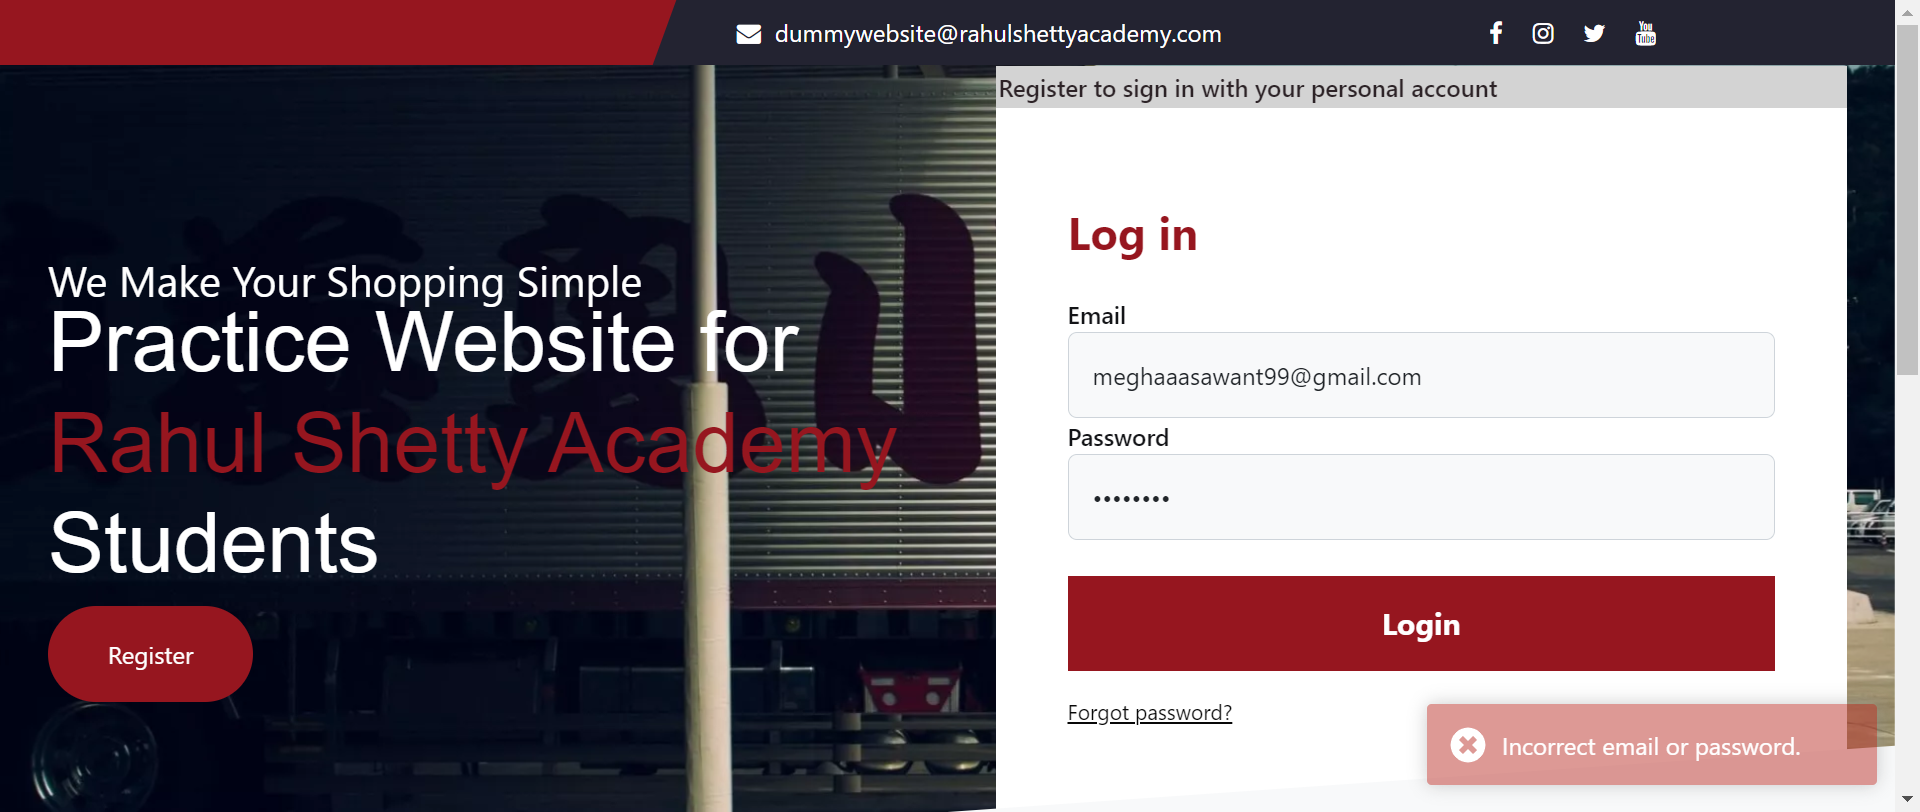 dummywebsite@rahulshettyacademy.com
You
Tube
Register to sign in with your personal account
We Make Your Shopping Simple
Practice Website for
Rahul Shetty Academy
Students
Register
Log in
Email
meghaaasawant99@gmail.com
Password
••••••••
Login
Forgot password?
Incorrect email or password.